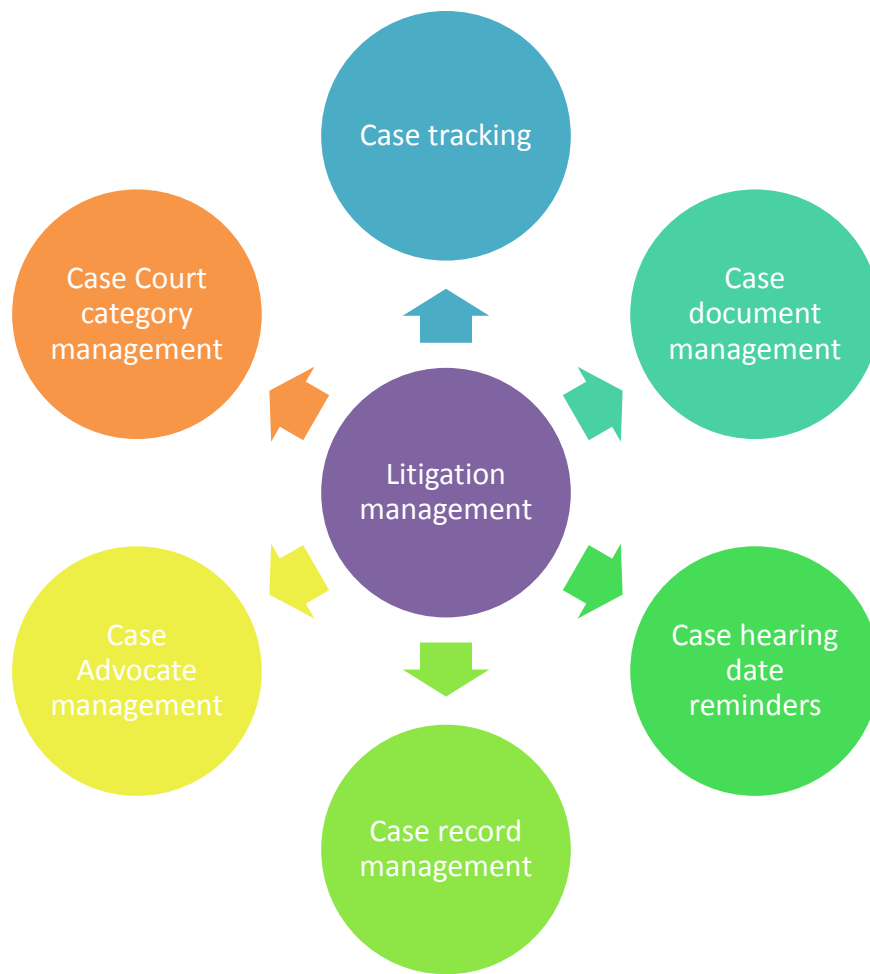 Case tracking
Case Court
category
management
Case
document
management
Litigation
management
Case
Advocate
management
Case hearing
date
reminders
Case record
management